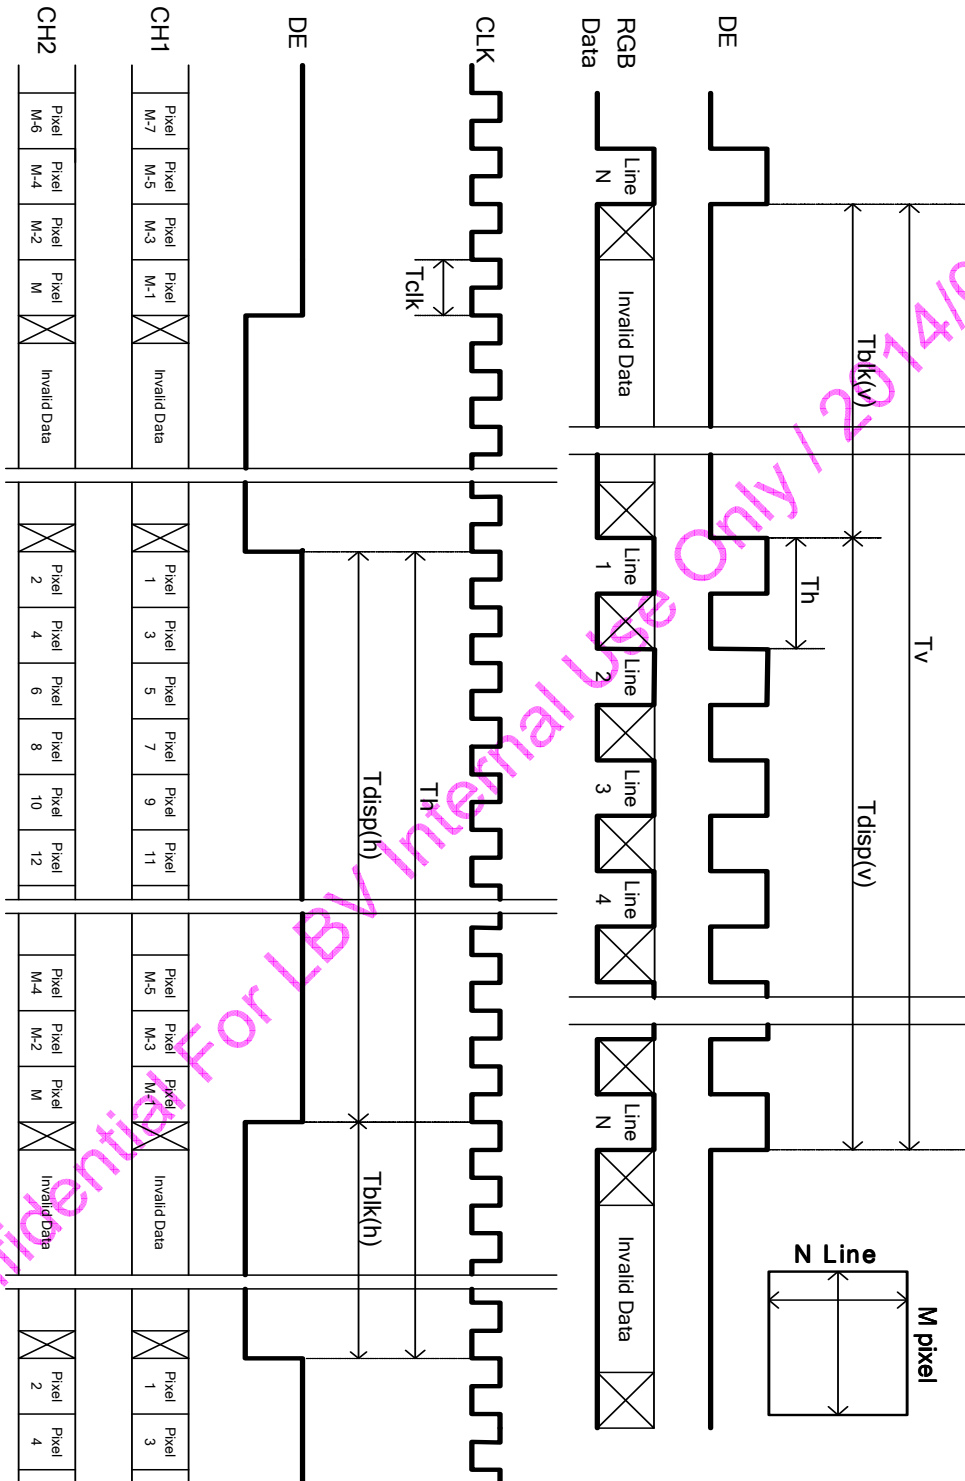 M pixel
N Line
Tv
Tblk(v) Tdisp(v)
Th
DE
RGB Data
Line N
Invalid Data
Line 1
Line 2
Line 3
Line 4
Line N
Invalid Data
CLK
Tclk
Th
Tdisp(h) Tblk(h)
DE
CH1
Pixel M-7
Pixel M-5
Pixel M-3
Pixel M-1
Invalid Data
Pixel 1
Pixel 3
Pixel 5
Pixel 7
Pixel 9
Pixel 11
Pixel M-5
Pixel M-3
Pixel M-1
Invalid Data
Pixel 1
Pixel 3
CH2
Pixel M-6
Pixel M-4
Pixel M-2
Pixel M
Invalid Data
Pixel 2
Pixel 4
Pixel 6
Pixel 8
Pixel 10
Pixel 12
Pixel M-4
Pixel M-2
Pixel M
Invalid Data
Pixel 2
Pixel 4
For LBV Internal Use Only / 2014/